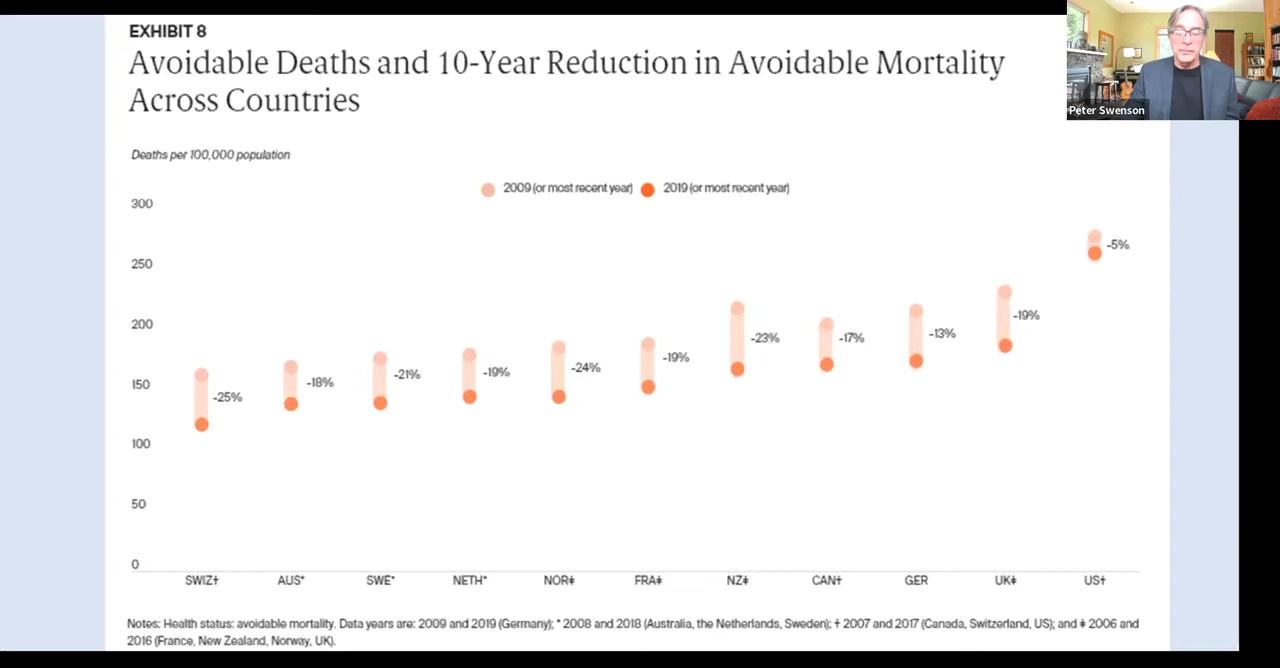 EXHIBIT 8
Avoidable Deaths and 10-Year Reduction in Avoidable Mortality
Across Countries
Peter Swenson
Deaths per 100,000 population
2009 (or most recent year) 2019 (or most recent year)
300
250
200
150
100
50
0
-25%
-18%
-21%
-19%
-24%
-19%
-23%
-17%
-13%
-19%
-5%
SWIZ† AUS* SWE* NETH* NOR‡ FRA‡ NZ‡ CAN† GER UK‡ US†
Notes: Health status: avoidable mortality. Data years are: 2009 and 2019 (Germany); * 2008 and 2018 (Australia, the Netherlands, Sweden); † 2007 and 2017 (Canada, Switzerland, US); and ‡ 2006 and
2016 (France, New Zealand, Norway, UK).